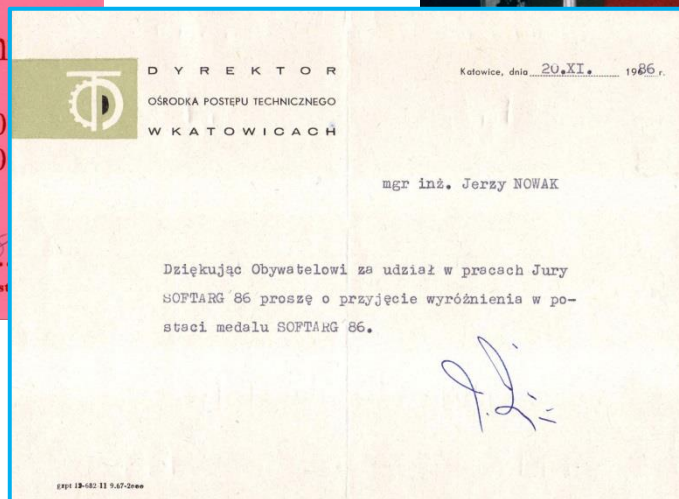 DYREKTOR
OŚRODKA POSTĘPU TECHNICZNEGO
W KATOWICACH
Katowice, dnia 20.XI. 1986 r.
mgr inż. Jerzy NOWAK
Dziękując Obywatelowi za udział w pracach Jury
SOFTARG 86 proszę o przyjęcie wyróżnienia w po-
staci medalu SOFTARG 86.